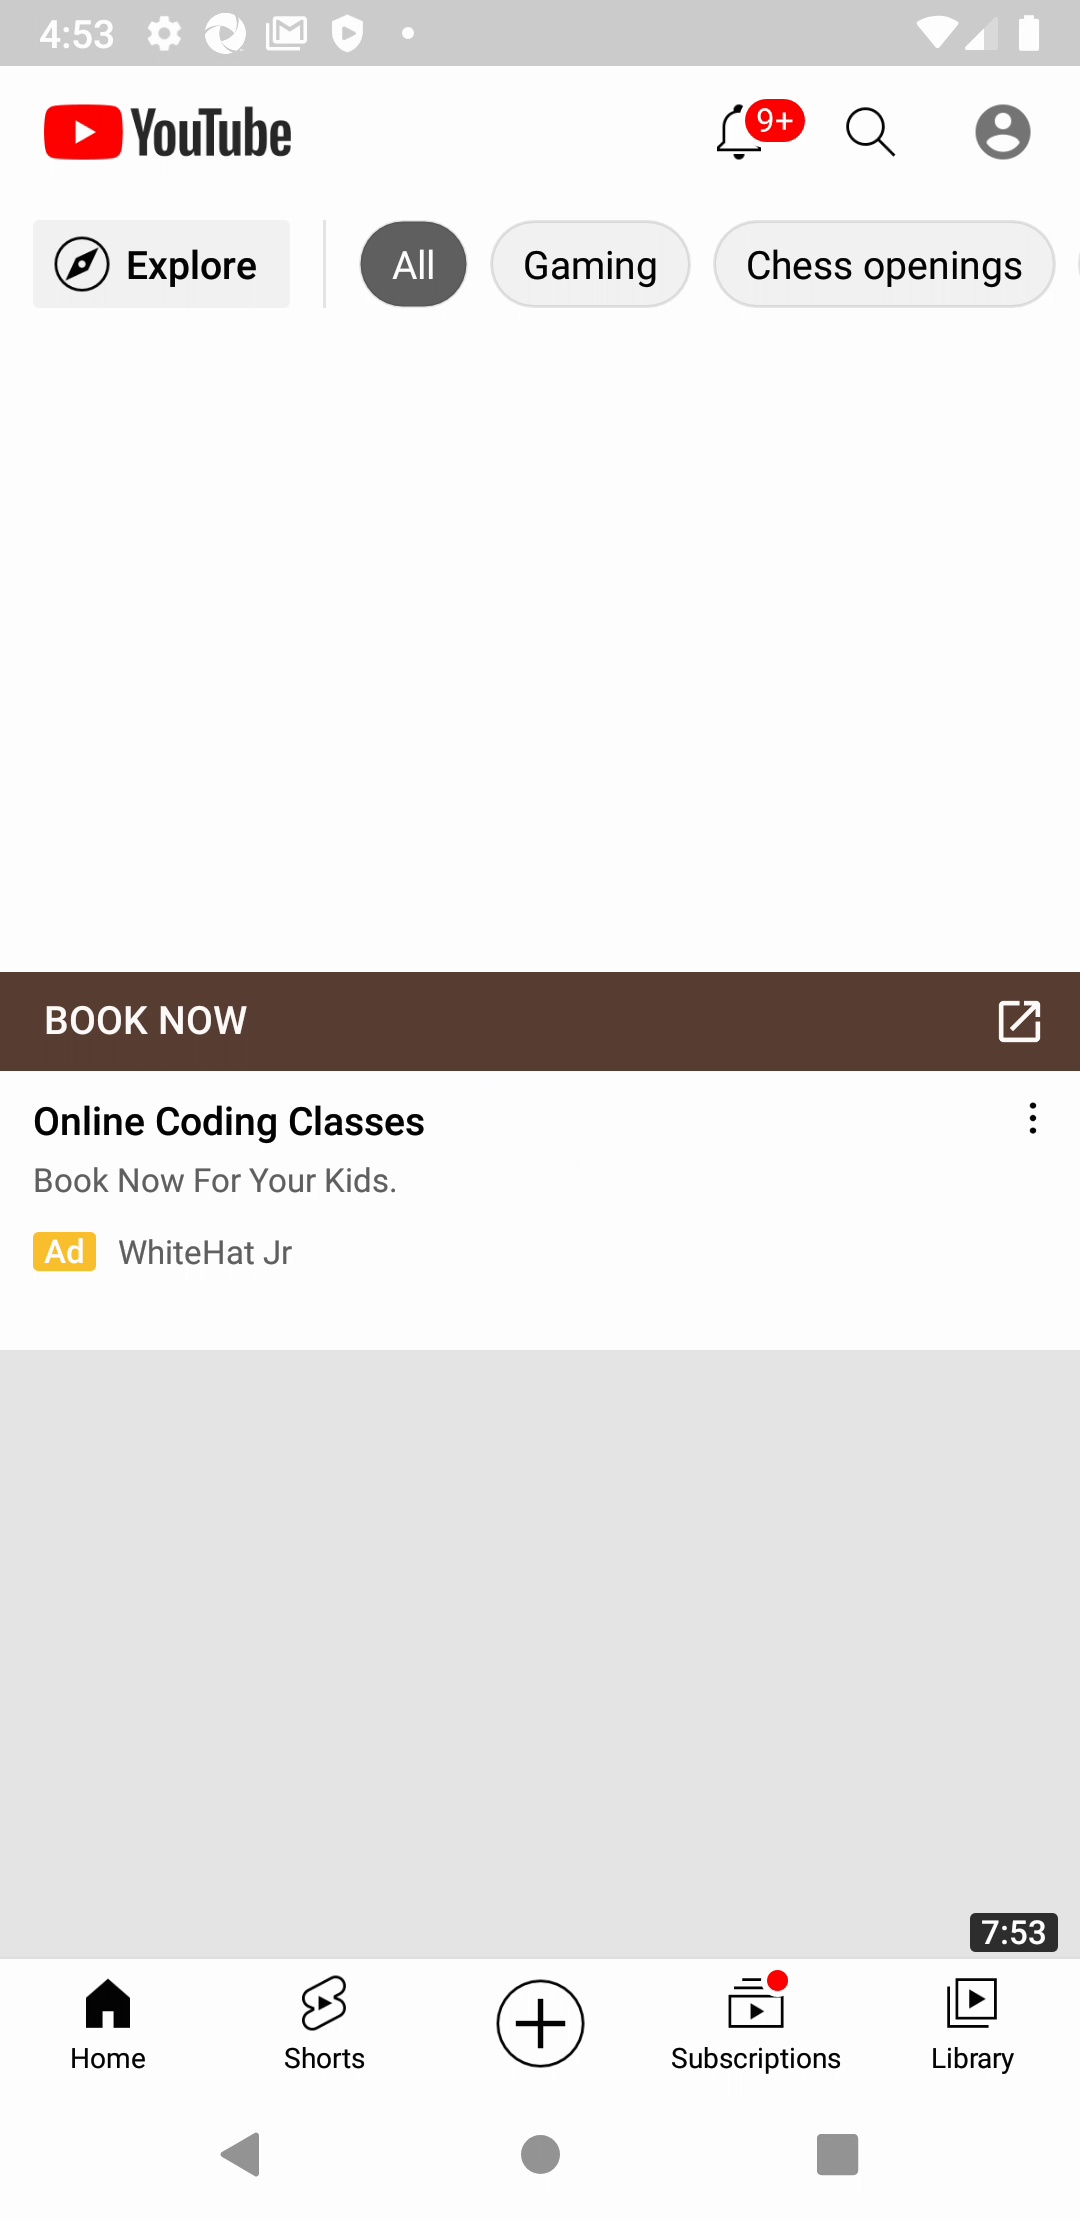 4:53
YouTube
9+
Explore
All
Gaming
Chess openings
BOOK NOW
Online Coding Classes
Book Now For Your Kids.
Ad WhiteHat Jr
7:53
Home
Shorts
Subscriptions
Library